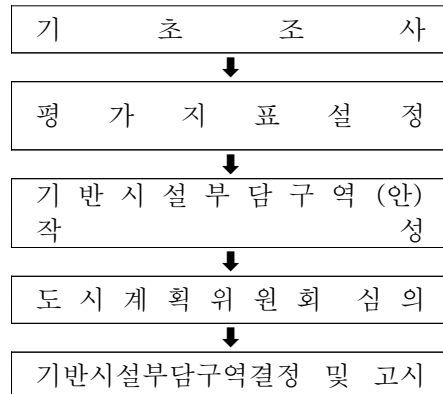 기 초 조 사
평 가 지 표 설 정
기 반 시 설 부 담 구 역 (안)
작 성
도 시 계 획 위 원 회 심 의
기반시설부담구역결정 및 고시